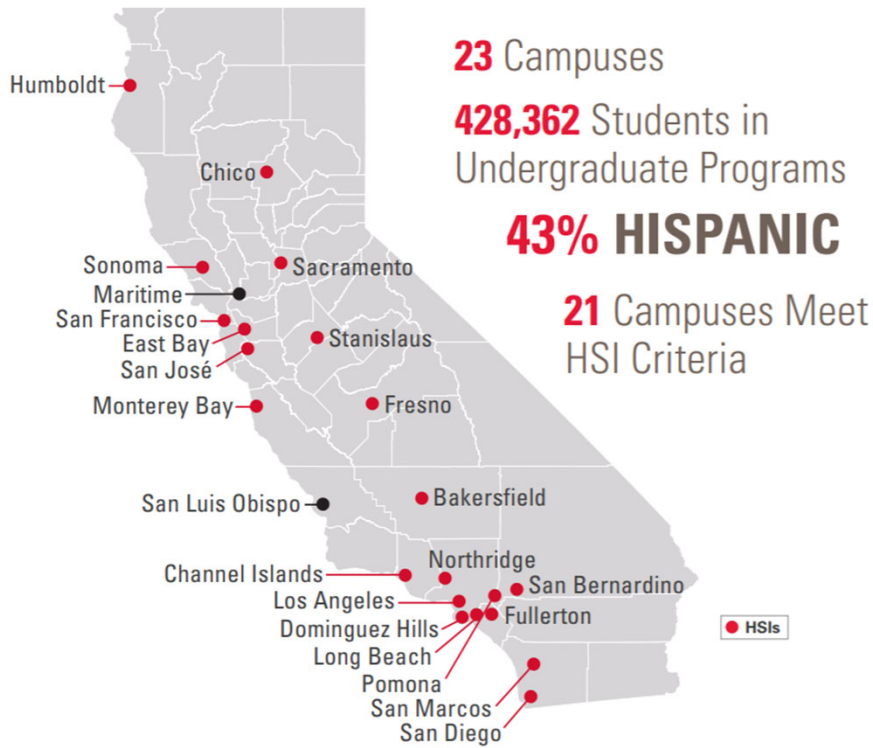 23 Campuses
428,362 Students in
Undergraduate Programs
43% HISPANIC
21 Campuses Meet
HSI Criteria
Humboldt
Chico
Sonoma
Sacramento
Maritime
San Francisco
East Bay
Stanislaus
San José
Monterey Bay
Fresno
San Luis Obispo
Bakersfield
Northridge
Channel Islands
San Bernardino
Los Angeles
Fullerton
Dominguez Hills
HSIs
Long Beach
Pomona
San Marcos
San Diego